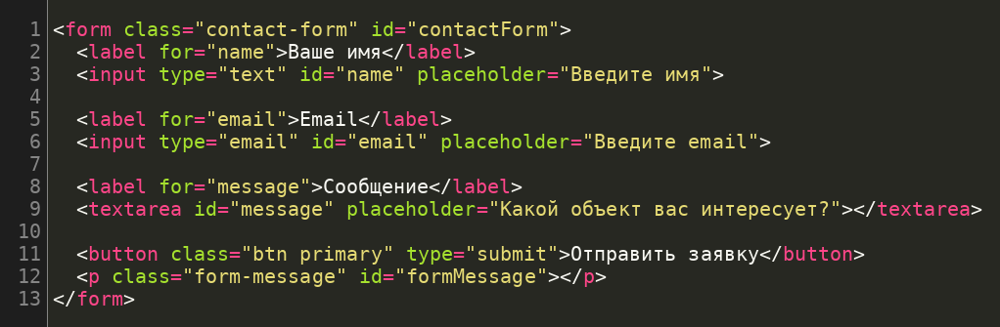 1 <form class="contact-form" id="contactForm">
2   <label for="name">Ваше имя</label>
3   <input type="text" id="name" placeholder="Введите имя">
4
5   <label for="email">Email</label>
6   <input type="email" id="email" placeholder="Введите email">
7
8   <label for="message">Сообщение</label>
9   <textarea id="message" placeholder="Какой объект вас интересует?"></textarea>
10
11   <button class="btn primary" type="submit">Отправить заявку</button>
12   <p class="form-message" id="formMessage"></p>
13 </form>